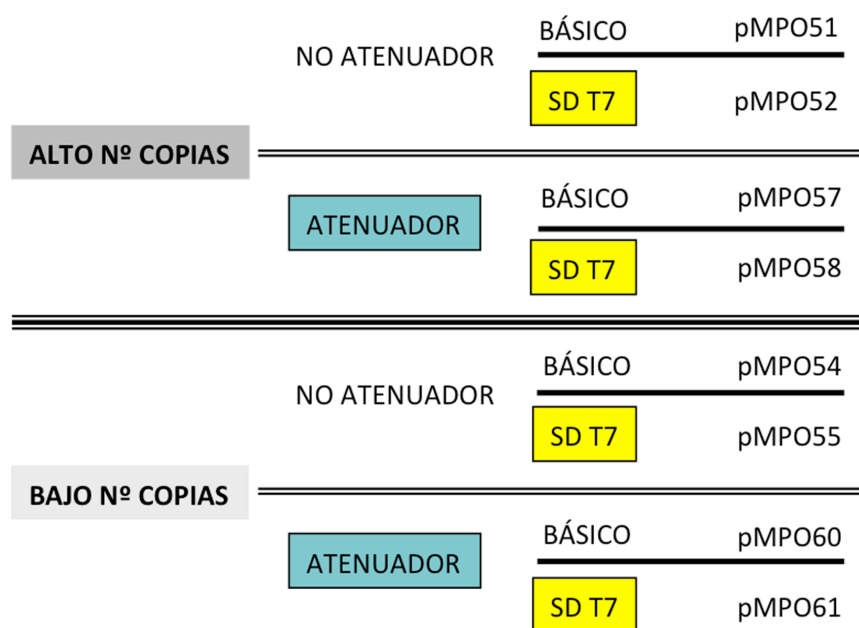 BÁSICO pMPO51
NO ATENUADOR
SD T7 pMPO52
ALTO Nº COPIAS
BÁSICO pMPO57
ATENUADOR
SD T7 pMPO58
BÁSICO pMPO54
NO ATENUADOR
SD T7 pMPO55
BAJO Nº COPIAS
BÁSICO pMPO60
ATENUADOR
SD T7 pMPO61